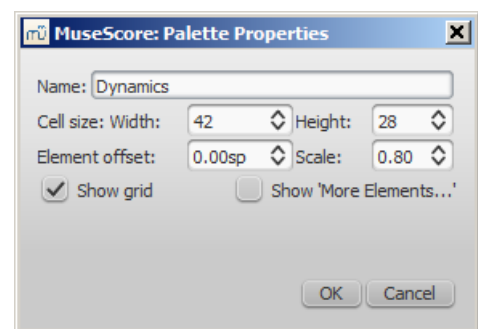 mũ MuseScore: Palette Properties
Name: Dynamics
Cell size: Width: 42 Height: 28
Element offset: 0.00sp Scale: 0.80
Show grid Show 'More Elements...'
OK Cancel